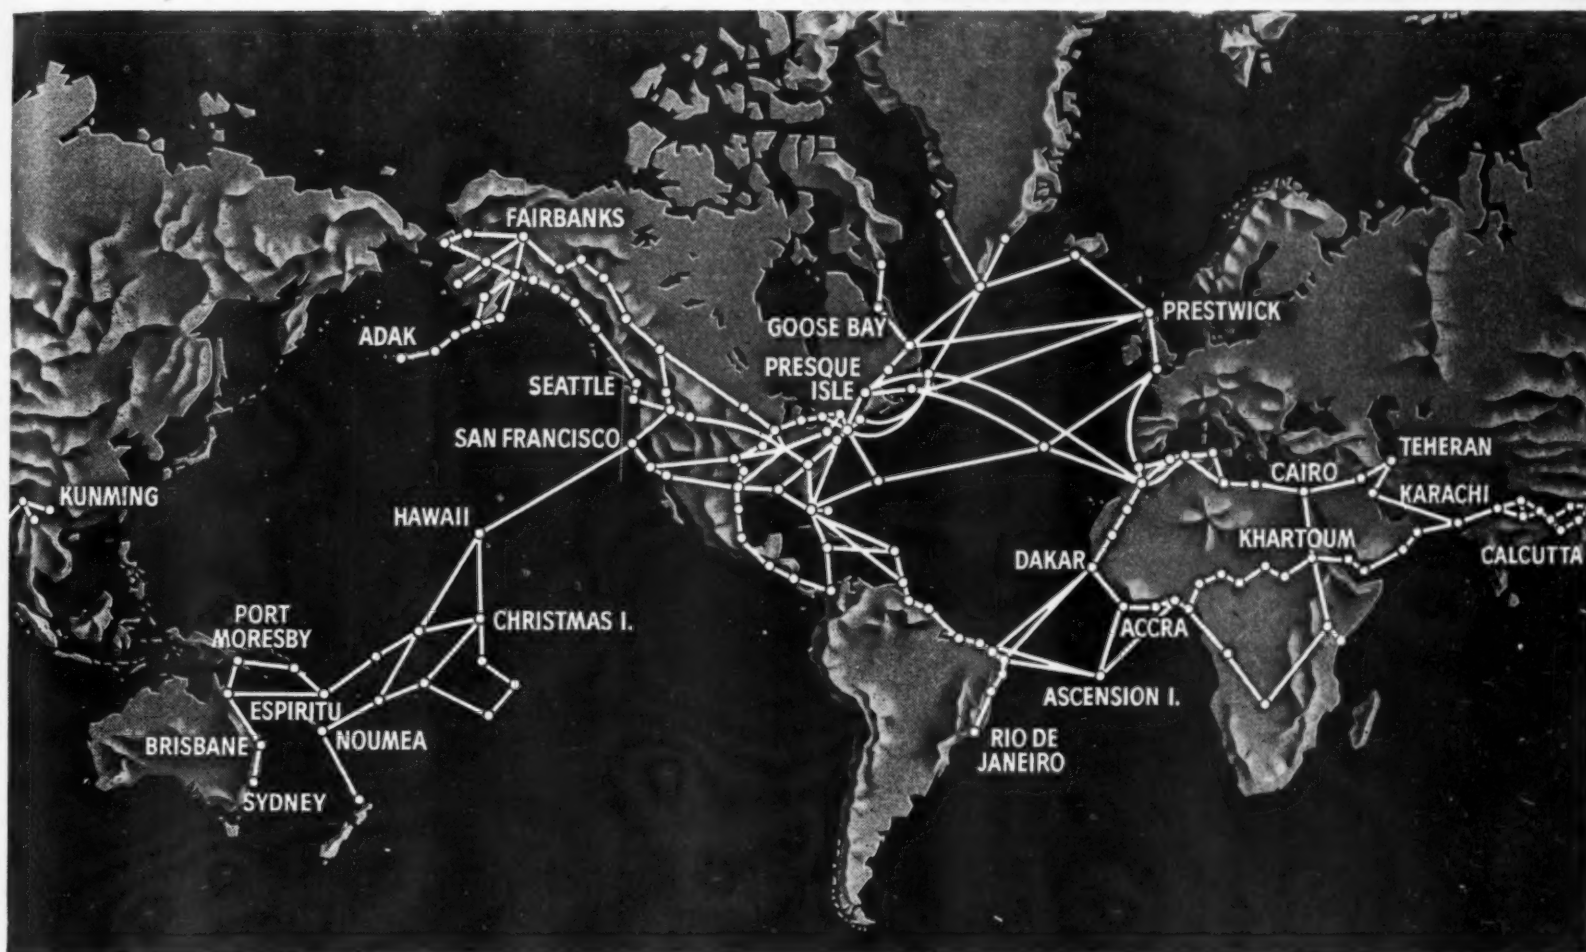 FAIRBANKS
PRESTWICK
GOOSE BAY
ADAK
PRESQUE
ISLE
SEATTLE
SAN FRANCISCO
TEHERAN
CAIRO
KUNMING
KARACHI
HAWAII
KHARTOUM
CALCUTTA
DAKAR
PORT
MORESBY
CHRISTMAS I.
ACCRA
ASCENSION I.
ESPIRITU
BRISBANE
NOUMEA
RIO DE
JANEIRO
SYDNEY